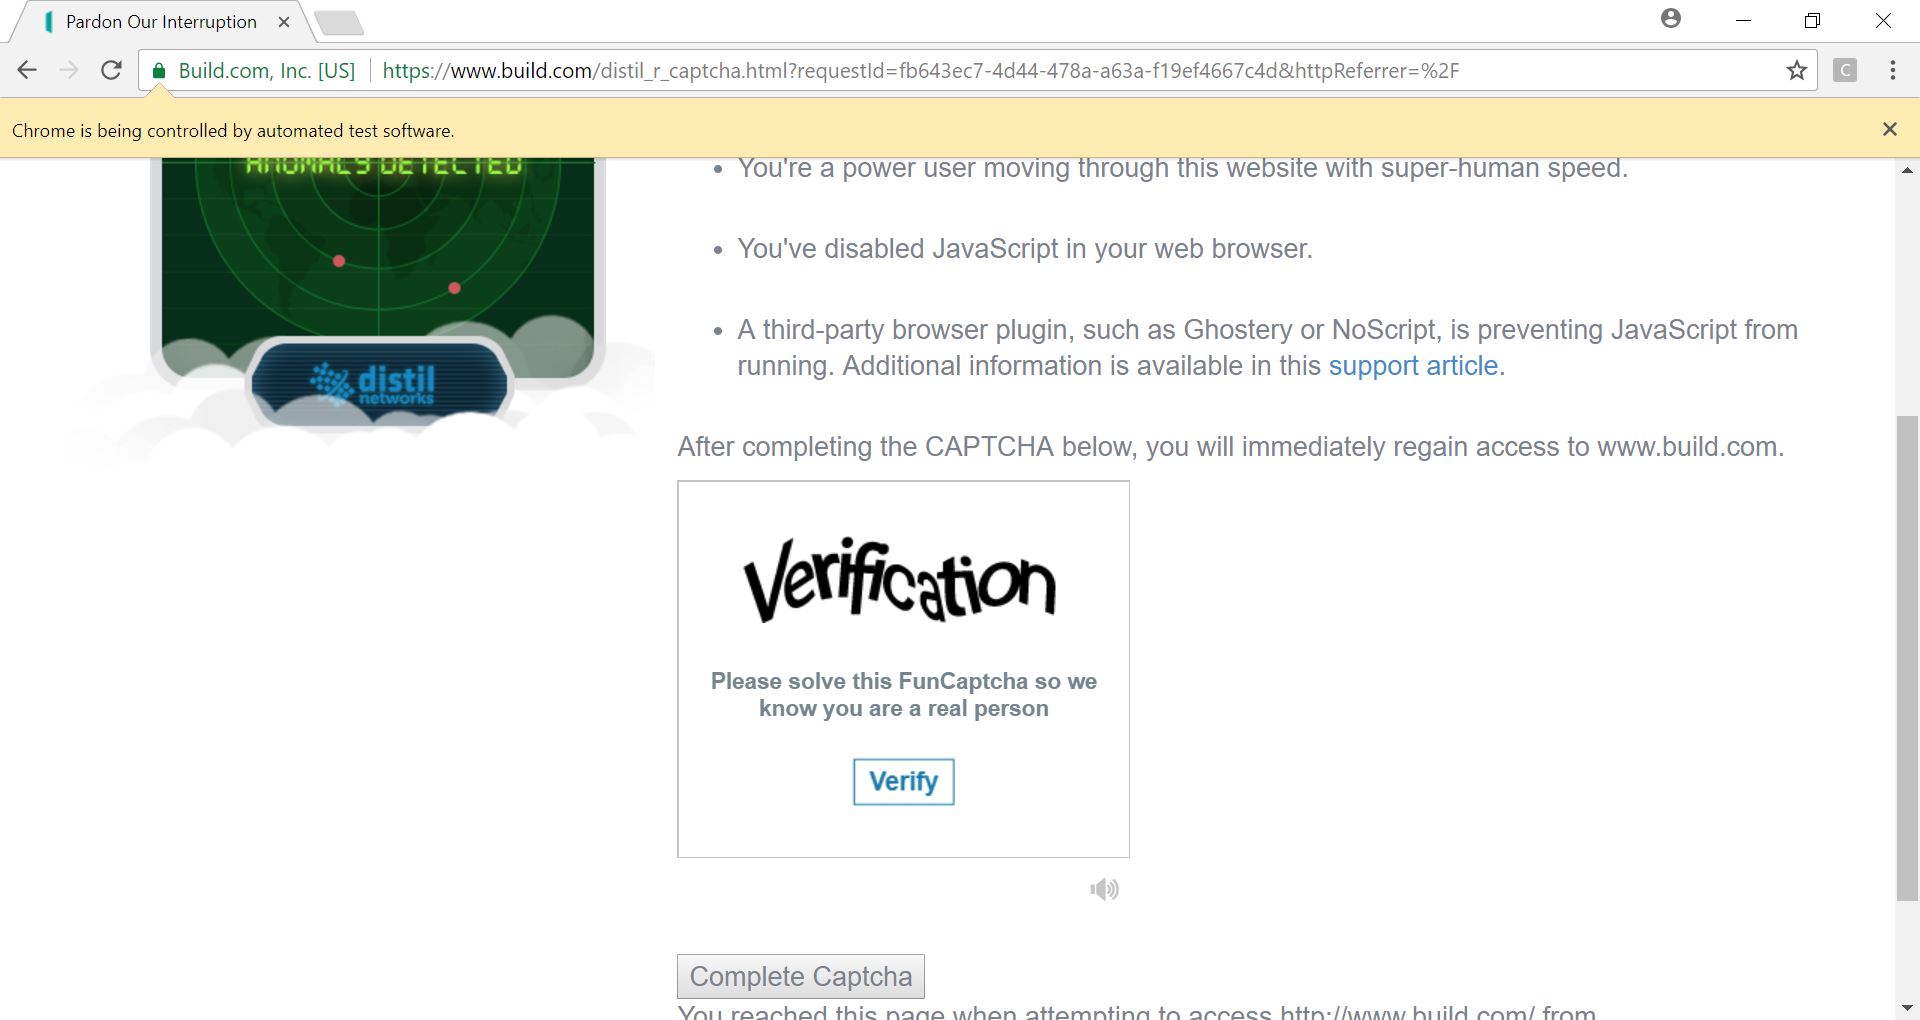 Pardon Our Interruption
Build.com, Inc. [US] https://www.build.com/distil_r_captcha.html?requestId=fb643ec7-4d44-478a-a63a-f19ef4667c4d&httpReferrer=%2F
C
Chrome is being controlled by automated test software.
ANOMALY DETECTED
distil
networks
• You're a power user moving through this website with super-human speed.
• You've disabled JavaScript in your web browser.
• A third-party browser plugin, such as Ghostery or NoScript, is preventing JavaScript from
running. Additional information is available in this support article.
After completing the CAPTCHA below, you will immediately regain access to www.build.com.
Verification
Please solve this FunCaptcha so we
know you are a real person
Verify
Complete Captcha
You reached this page when attempting to access http://www.build.com/ from